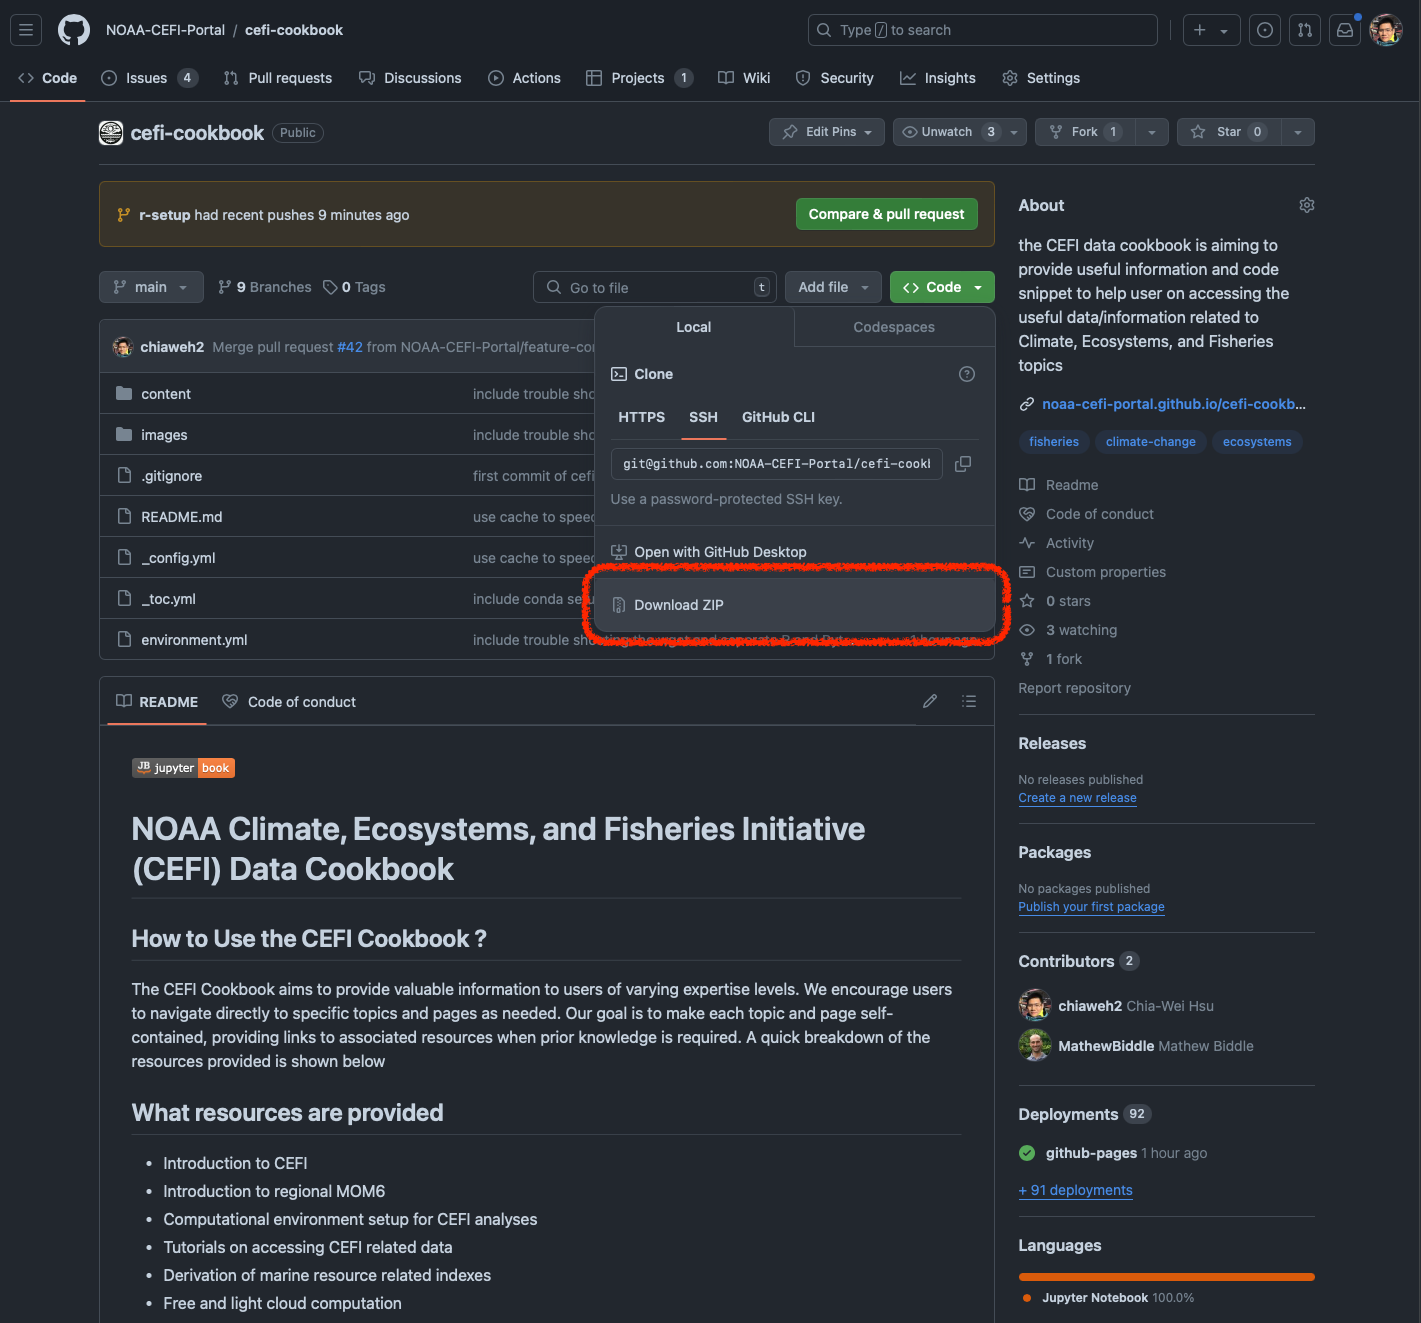 NOAA-CEFI-Portal / cefi-cookbook
Type / to search
Code
Issues 4
Pull requests
Discussions
Actions
Projects 1
Wiki
Security
Insights
Settings
cefi-cookbook Public
Edit Pins
Unwatch 3
Fork 1
Star 0
r-setup had recent pushes 9 minutes ago
Compare & pull request
main
9 Branches
0 Tags
Go to file t
Add file
Code
Local
Codespaces
Clone
HTTPS
SSH
GitHub CLI
git@github.com:NOAA-CEFI-Portal/cefi-cookb
Use a password-protected SSH key.
Open with GitHub Desktop
Download ZIP
chiaweh2 Merge pull request #42 from NOAA-CEFI-Portal/feature-con
content include trouble sho
images include trouble sho
.gitignore first commit of cefi
README.md use cache to speed
_config.yml use cache to speed
_toc.yml include conda setu
environment.yml include trouble shooting the wget and separate R and Pyt 1 hour ago
README
Code of conduct
JB jupyter book
NOAA Climate, Ecosystems, and Fisheries Initiative
(CEFI) Data Cookbook
How to Use the CEFI Cookbook ?
The CEFI Cookbook aims to provide valuable information to users of varying expertise levels. We encourage users
to navigate directly to specific topics and pages as needed. Our goal is to make each topic and page self-
contained, providing links to associated resources when prior knowledge is required. A quick breakdown of the
resources provided is shown below
What resources are provided
• Introduction to CEFI
• Introduction to regional MOM6
• Computational environment setup for CEFI analyses
• Tutorials on accessing CEFI related data
• Derivation of marine resource related indexes
• Free and light cloud computation
About
the CEFI data cookbook is aiming to
provide useful information and code
snippet to help user on accessing the
useful data/information related to
Climate, Ecosystems, and Fisheries
topics
noaa-cefi-portal.github.io/cefi-cookb...
fisheries
climate-change
ecosystems
Readme
Code of conduct
Activity
Custom properties
0 stars
3 watching
1 fork
Report repository
Releases
No releases published
Create a new release
Packages
No packages published
Publish your first package
Contributors 2
chiaweh2 Chia-Wei Hsu
MathewBiddle Mathew Biddle
Deployments 92
github-pages 1 hour ago
+ 91 deployments
Languages
Jupyter Notebook 100.0%